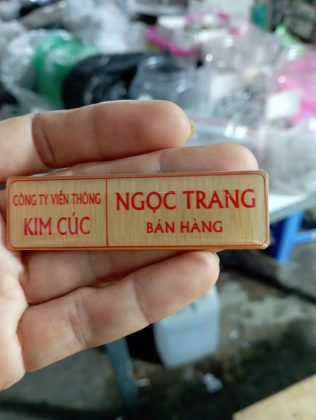 CÔNG TY VIỄN THÔNG
KIM CÚC
NGỌC TRANG
BÁN HÀNG